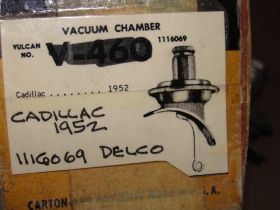 VACUUM CHAMBER
VULCAN NO. V-460 1116069
Cadillac ........ 1952
CADILLAC
1952
1116069 DELCO
CARTON